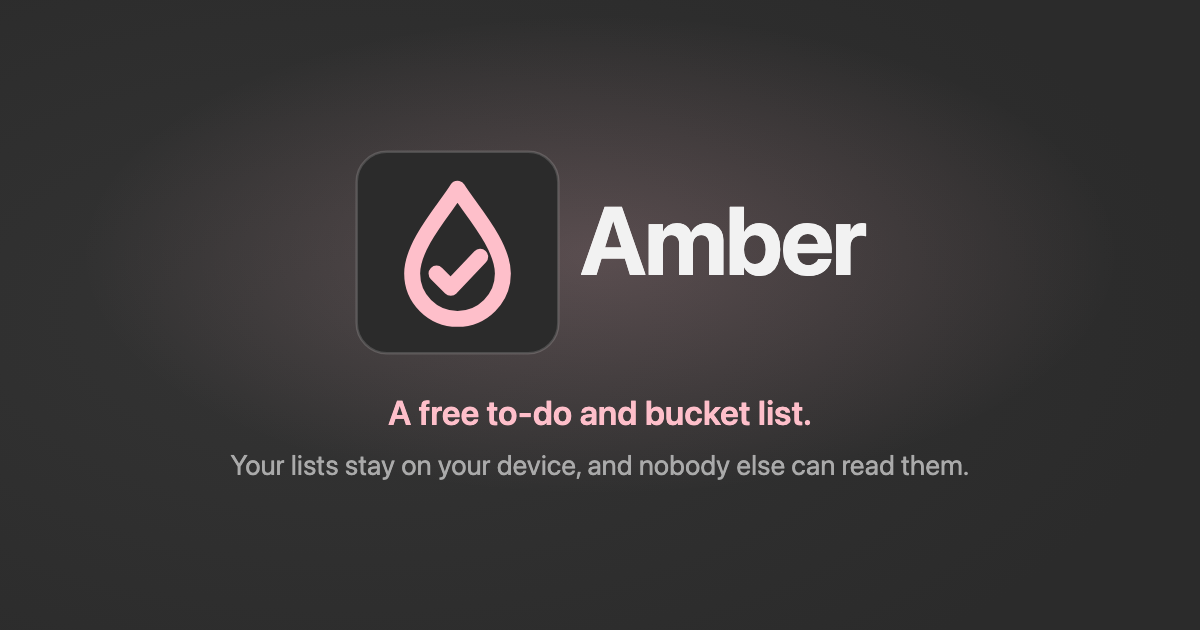 Amber
A free to-do and bucket list.
Your lists stay on your device, and nobody else can read them.